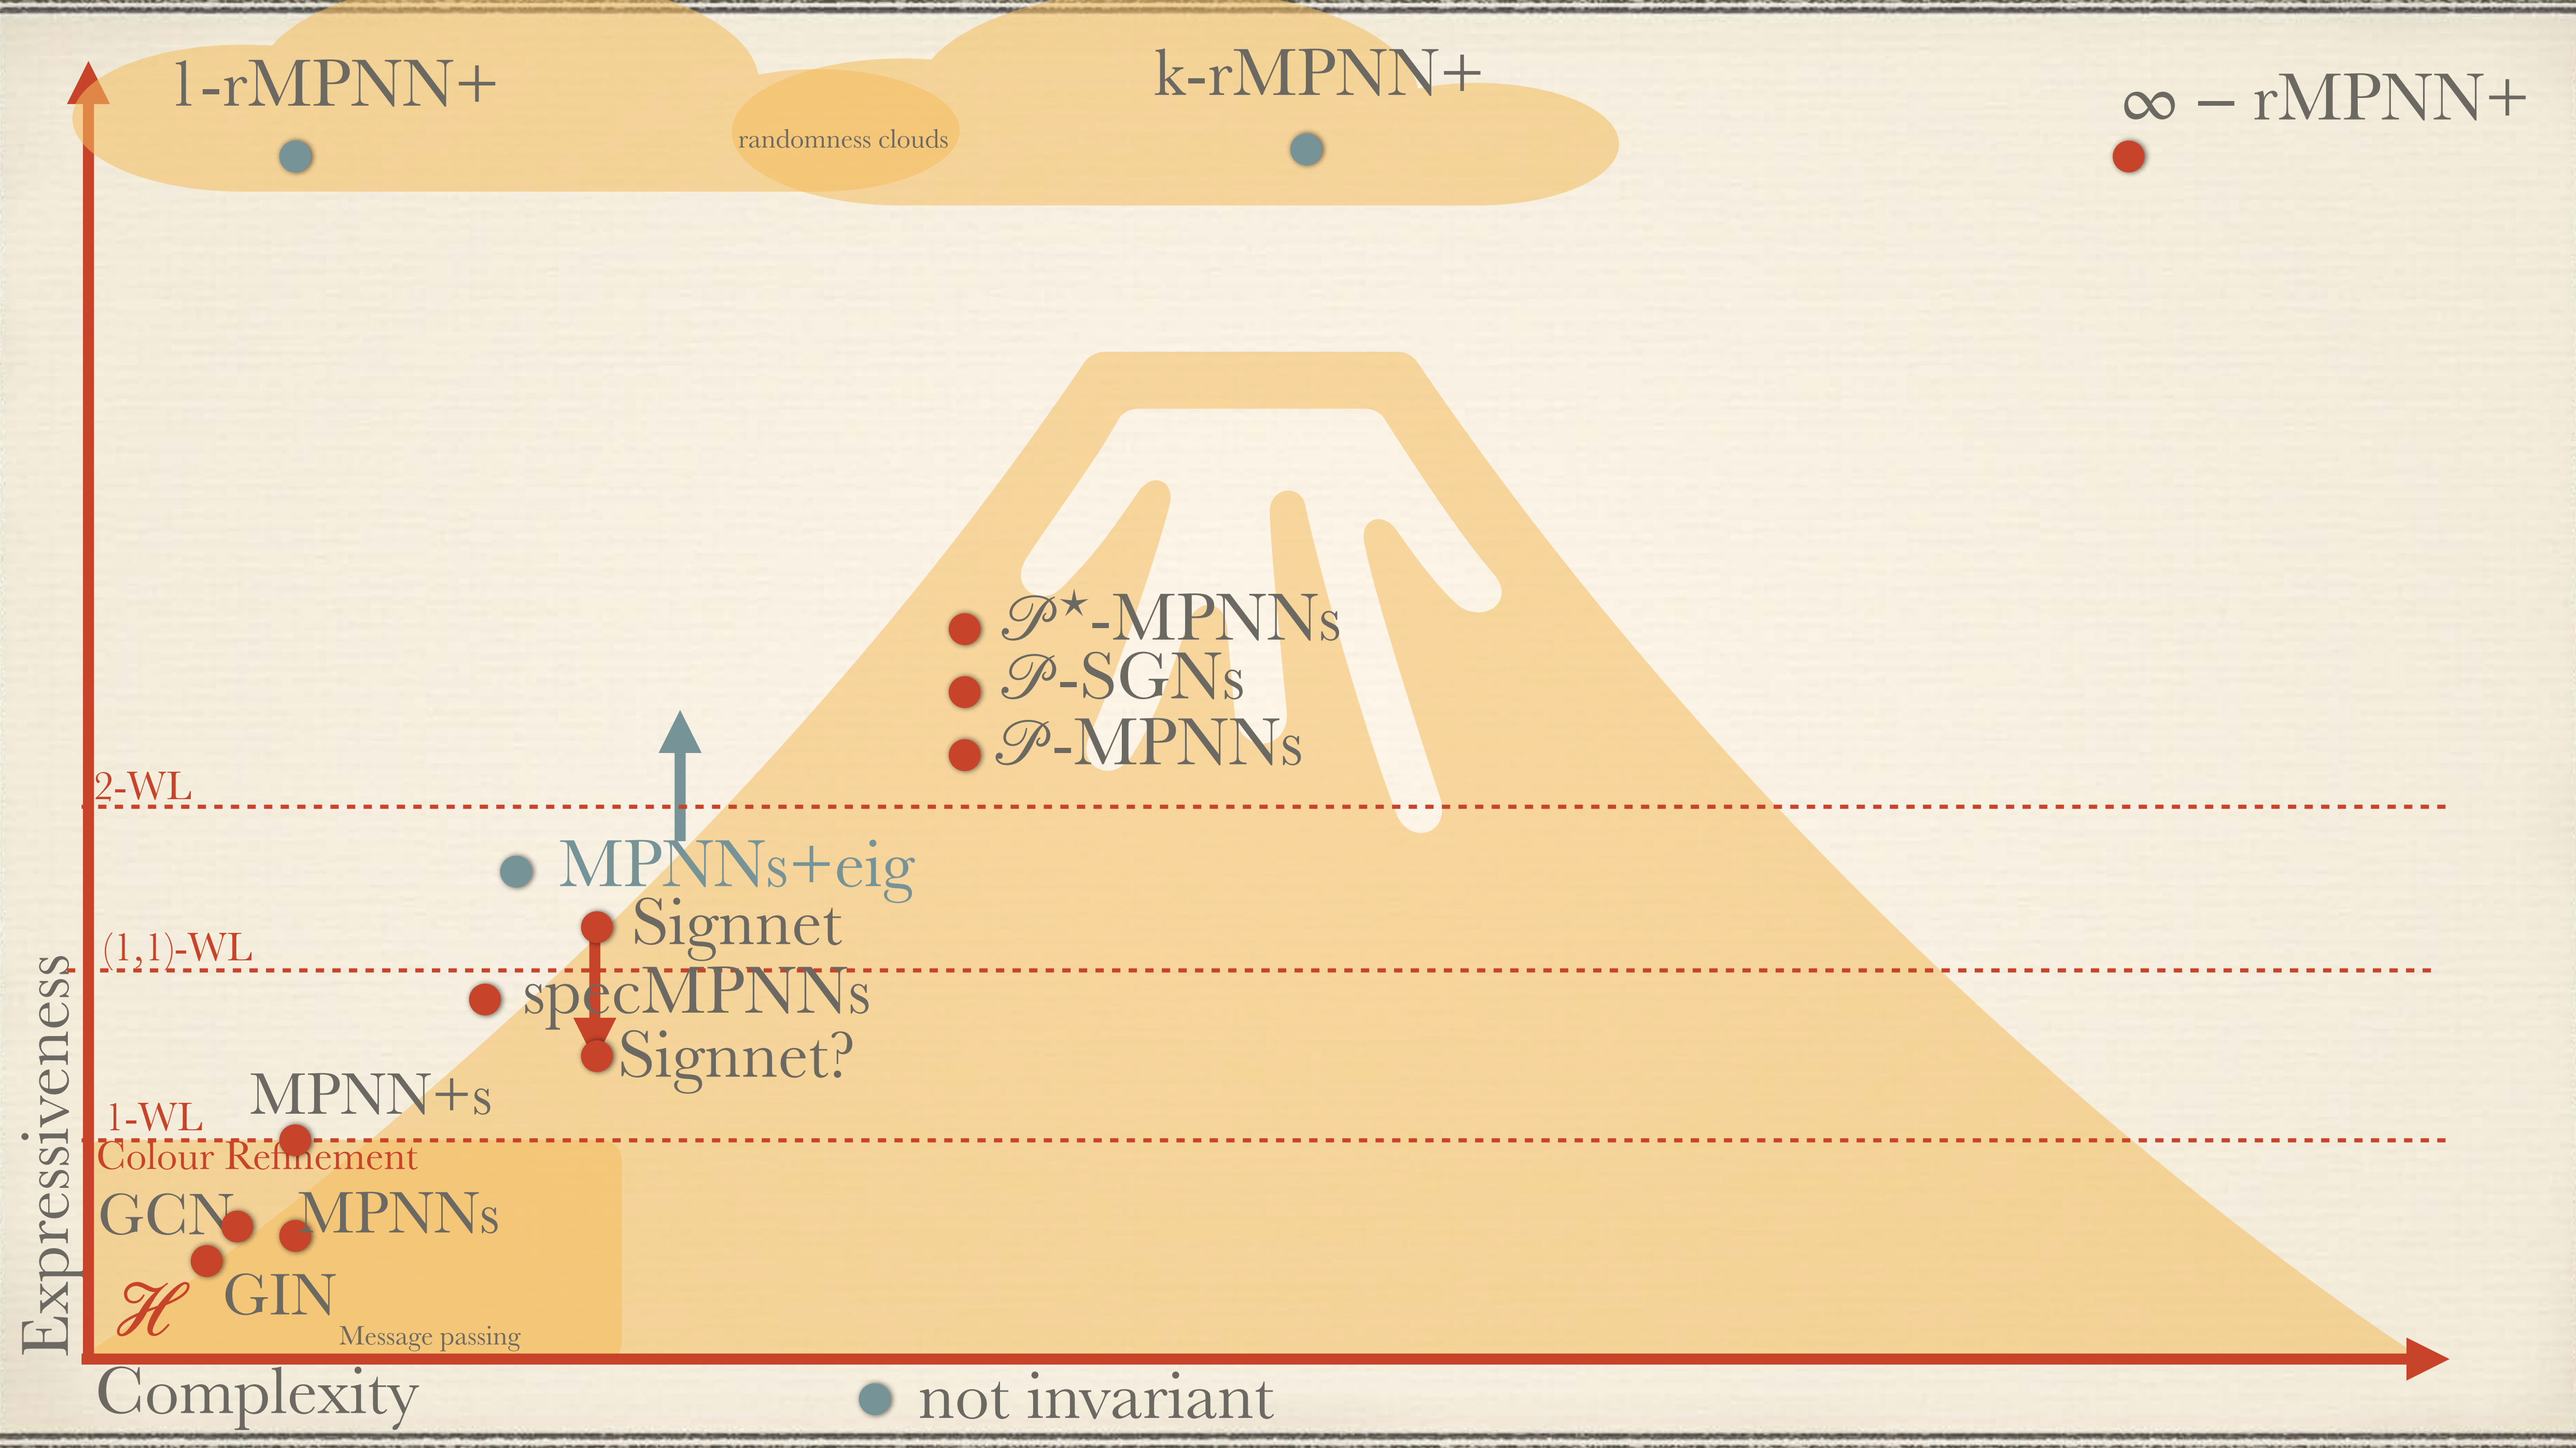 1-rMPNN+
k-rMPNN+
∞ − rMPNN+
randomness clouds
𝒫★-MPNNs
𝒫-SGNs
𝒫-MPNNs
2-WL
MPNNs+eig
Signnet
(1,1)-WL
specMPNNs
Signnet?
MPNN+s
1-WL
Colour Refinement
GCN
MPNNs
GIN
ℋ
Message passing
Expressiveness
Complexity
not invariant